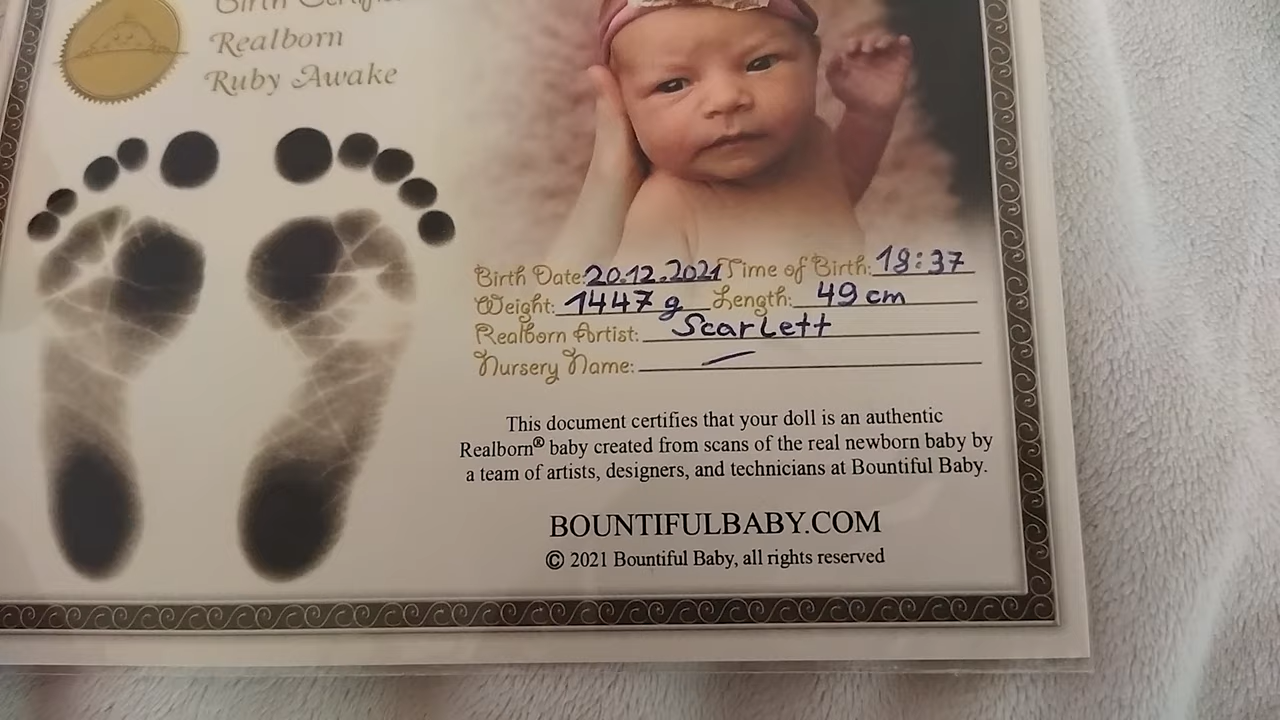 Birth Certific
Realborn
Ruby Awake
Birth Date: 20.12.2021 Time of Birth: 18:37
Weight: 1447 g Length: 49 cm
Realborn Artist: Scarlett
Nursery Name: —
This document certifies that your doll is an authentic
Realborn® baby created from scans of the real newborn baby by
a team of artists, designers, and technicians at Bountiful Baby.
BOUNTIFULBABY.COM
© 2021 Bountiful Baby, all rights reserved